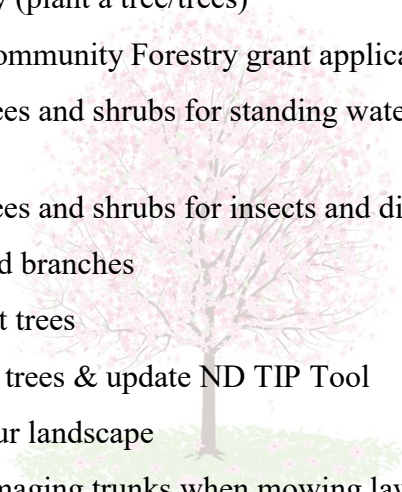 (plant a tree/trees)
ommunity Forestry grant applica
ees and shrubs for standing wate
ees and shrubs for insects and di
d branches
t trees
trees & update ND TIP Tool
ur landscape
maging trunks when mowing law